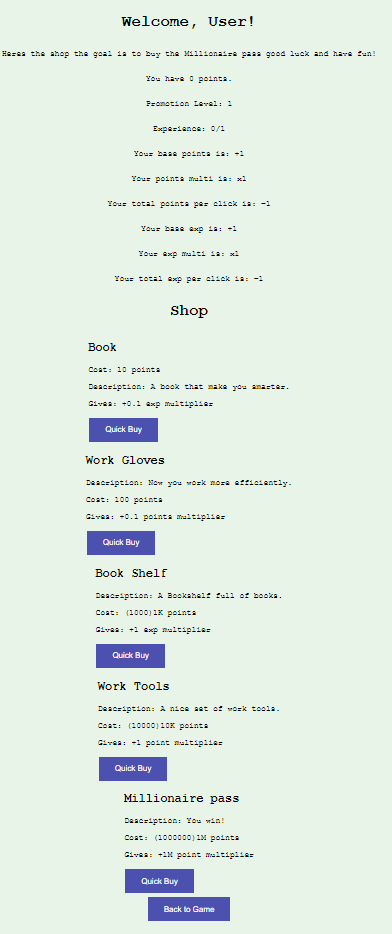 Welcome, User!
Heres the shop the goal is to buy the Millionaire pass good luck and have fun!
You have 0 points.
Promotion Level: 1
Experience: 0/1
Your base points is: +1
Your points multi is: x1
Your total points per click is: ~1
Your base exp is: +1
Your exp multi is: x1
Your total exp per click is: ~1
Shop
Book
Cost: 10 points
Description: A book that make you smarter.
Gives: +0.1 exp multiplier
Quick Buy
Work Gloves
Description: Now you work more efficiently.
Cost: 100 points
Gives: +0.1 points multiplier
Quick Buy
Book Shelf
Description: A Bookshelf full of books.
Cost: (1000)1K points
Gives: +1 exp multiplier
Quick Buy
Work Tools
Description: A nice set of work tools.
Cost: (10000)10K points
Gives: +1 point multiplier
Quick Buy
Millionaire pass
Description: You win!
Cost: (1000000)1M points
Gives: +1M point multiplier
Quick Buy
Back to Game